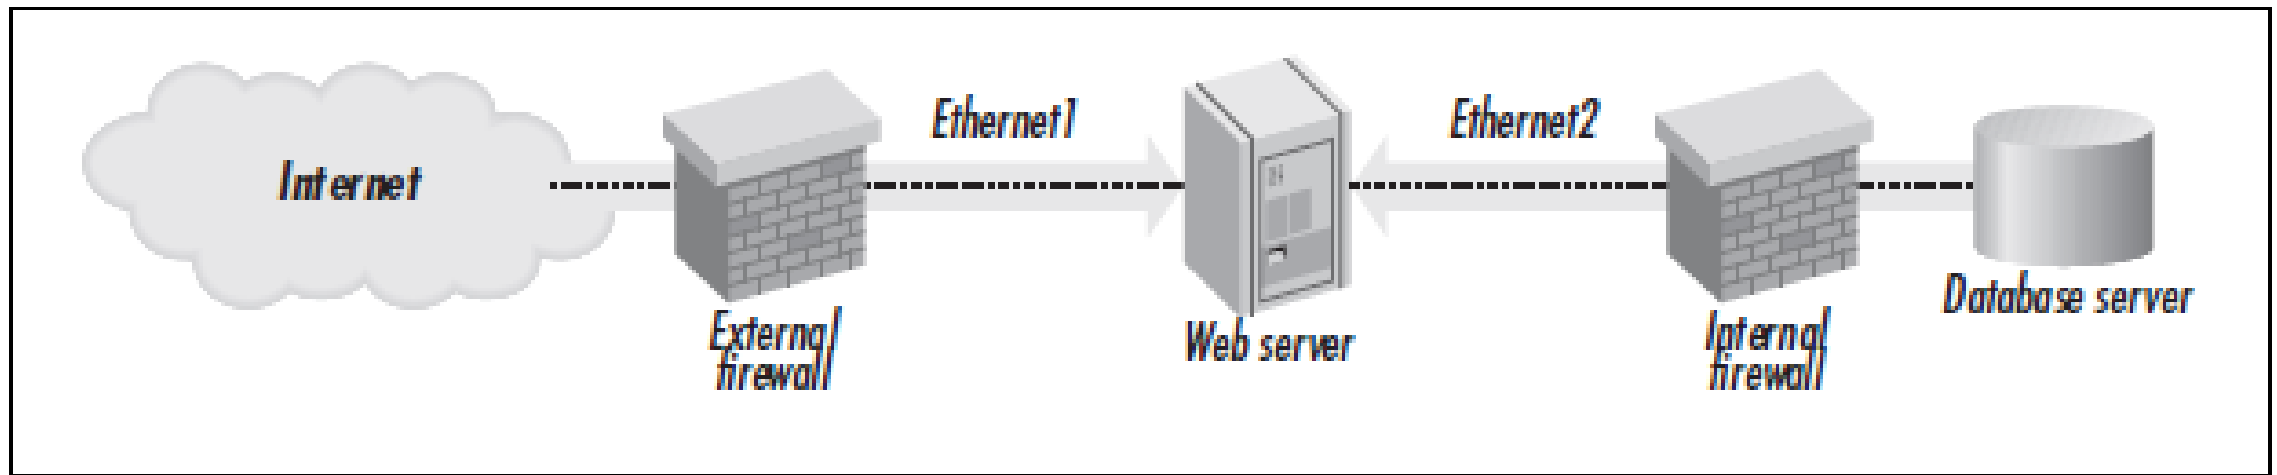 Internet
Ethernet1
Ethernet2
External
firewall
Web server
Internal
firewall
Database server